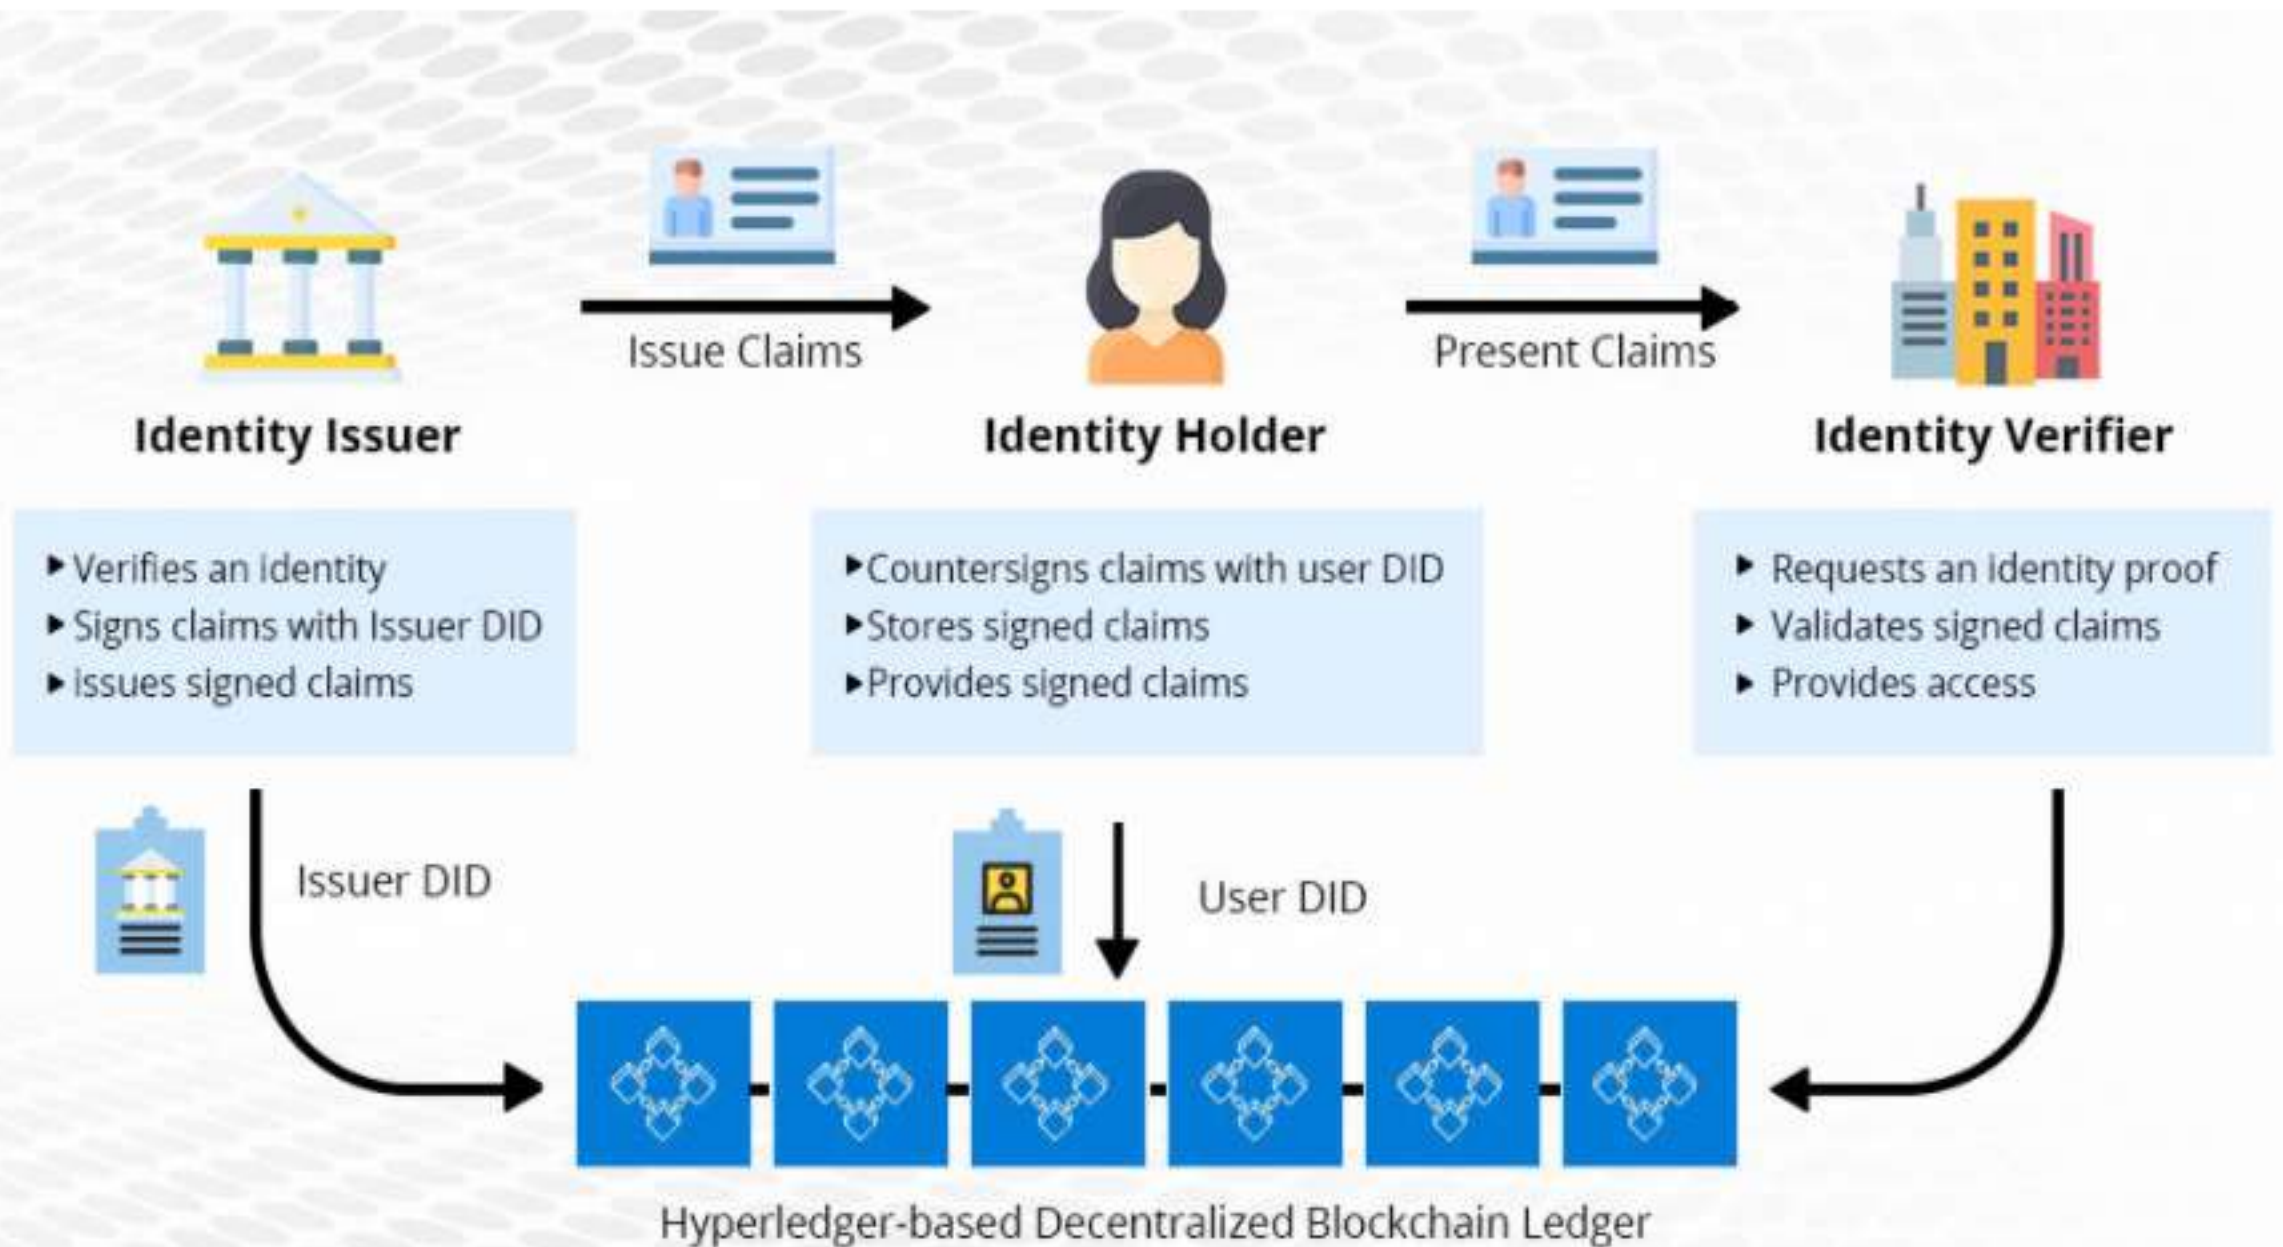 Issue Claims
Present Claims
Identity Issuer
Identity Holder
Identity Verifier
Verifies an identity
Signs claims with Issuer DID
issues signed claims
Countersigns claims with user DID
Stores signed claims
Provides signed claims
Requests an identity proof
Validates signed claims
Provides access
Issuer DID
User DID
Hyperledger-based Decentralized Blockchain Ledger